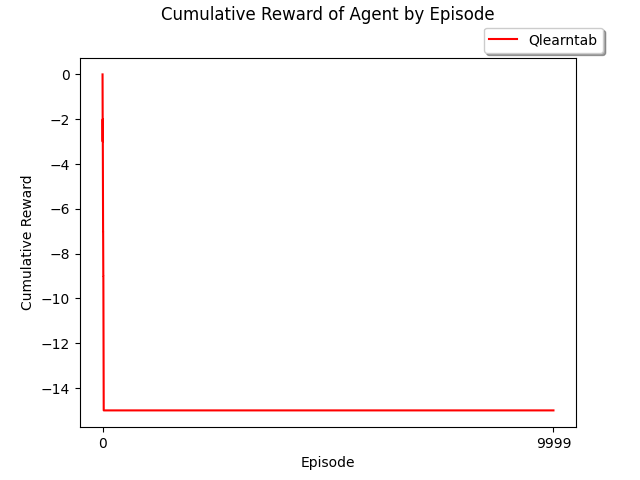 Cumulative Reward of Agent by Episode
Qlearntab
0
−2
−4
−6
−8
−10
−12
−14
Cumulative Reward
0
9999
Episode